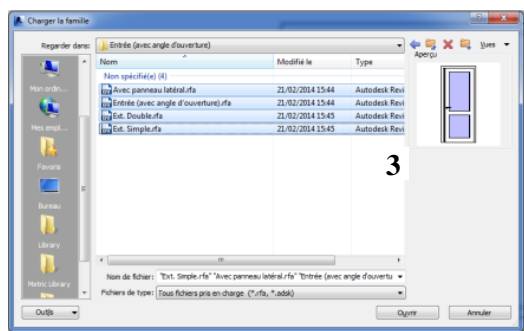 Charger la famille
Regarder dans: Entrée (avec angle d'ouverture) Vues
Nom Modifié le Type Aperçu
Non spécifié(e) (4)
Avec panneau latéral.rfa 21/02/2014 15:44 Autodesk Revi
Entrée (avec angle d'ouverture).rfa 21/02/2014 15:44 Autodesk Revi
Ext. Double.rfa 21/02/2014 15:45 Autodesk Revi
Ext. Simple.rfa 21/02/2014 15:45 Autodesk Revi
Mon ordin...
Mes empl...
Favoris
Bureau
Library
Metric Library
3
Nom de fichier: "Ext. Simple.rfa" "Avec panneau latéral.rfa" "Entrée (avec angle d'ouvertu
Fichiers de type: Tous fichiers pris en charge (*.rfa, *.adsk)
Outils Ouvrir Annuler